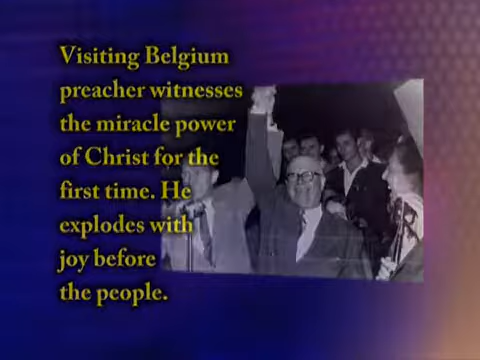 Visiting Belgium
preacher witnesses
the miracle power
of Christ for the
first time. He
explodes with
joy before
the people.